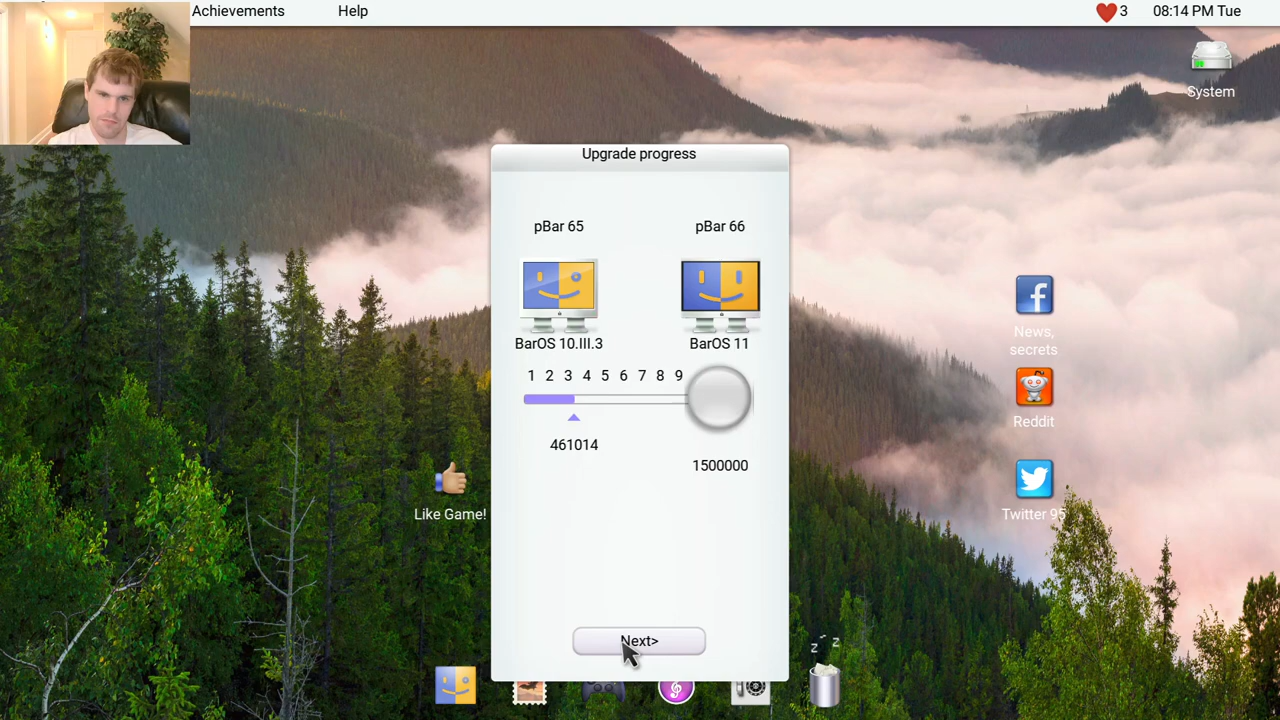 Achievements
Help
3
08:14 PM Tue
System
Upgrade progress
pBar 65
pBar 66
BarOS 10.III.3
BarOS 11
1 2 3 4 5 6 7 8 9
461014
1500000
News,
secrets
Reddit
Like Game!
Twitter 95
Next>
z z